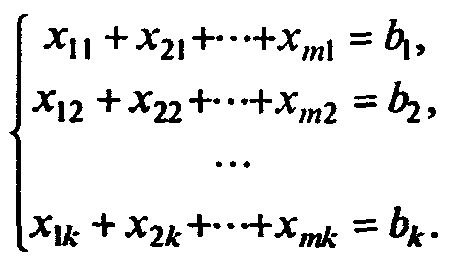 x₁₁ + x₂₁ +···+ xₘ₁ = b₁,
x₁₂ + x₂₂ +···+ xₘ₂ = b₂,
...
x₁ₖ + x₂ₖ +···+ xₘₖ = bₖ.